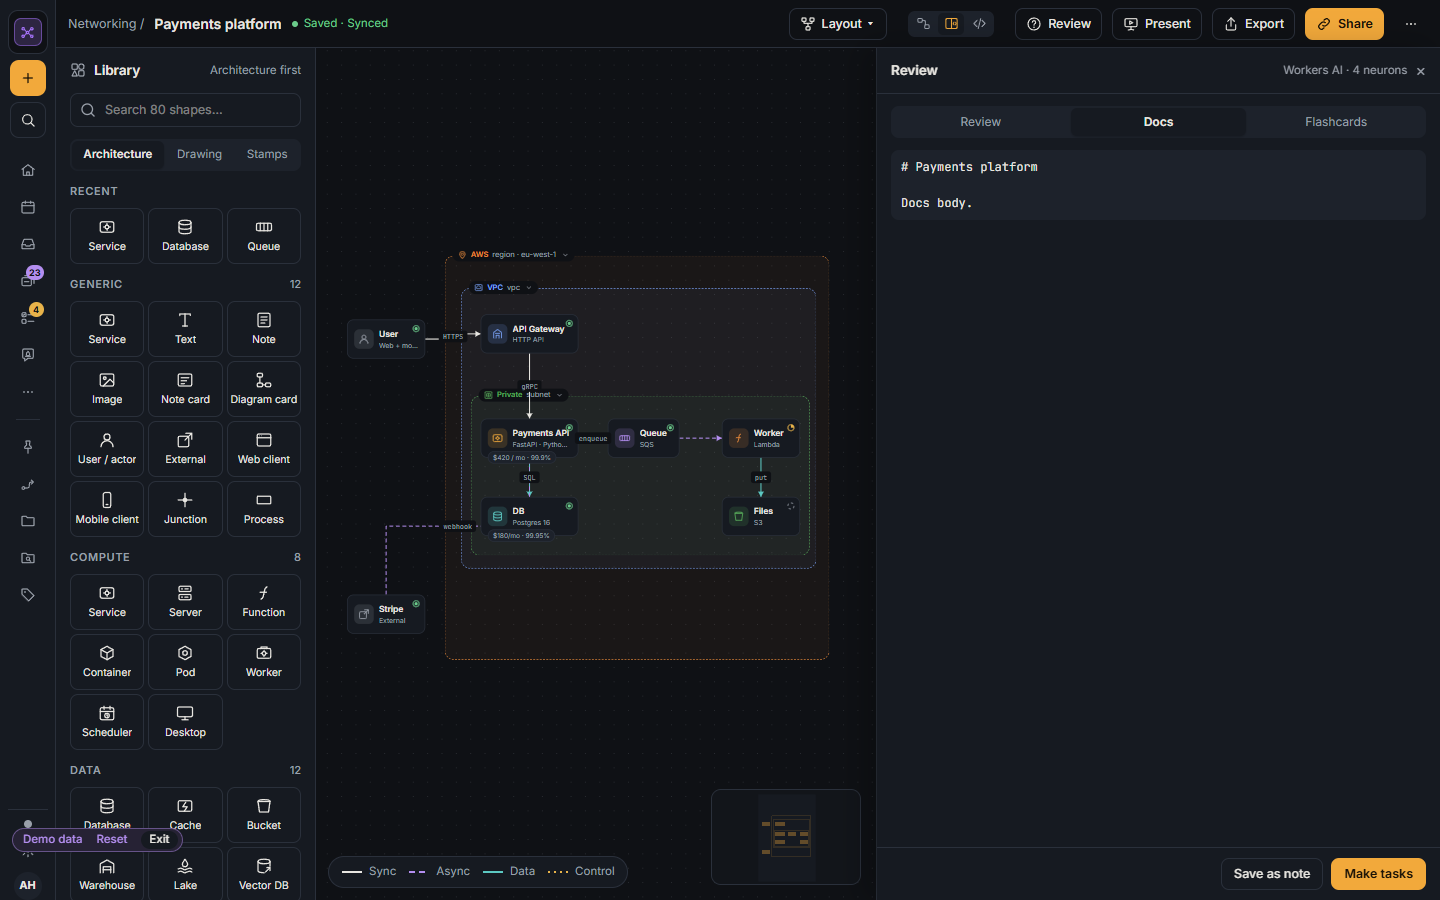 Networking / Payments platform Saved · Synced
Layout
Review
Present
Export
Share
Library
Architecture first
Search 80 shapes...
Architecture Drawing Stamps
RECENT
Service Database Queue
GENERIC 12
Service Text Note
Image Note card Diagram card
User / actor External Web client
Mobile client Junction Process
COMPUTE 8
Service Server Function
Container Pod Worker
Scheduler Desktop
DATA 12
Database Cache Bucket
Warehouse Lake Vector DB
23
4
Demo data Reset Exit
AH
AWS region · eu-west-1
VPC vpc
User
Web + mo...
HTTPS
API Gateway
HTTP API
gRPC
Private subnet
Payments API
FastAPI · Pytho...
$420 / mo · 99.9%
enqueue
Queue
SQS
Worker
Lambda
SQL
put
DB
Postgres 16
$180/mo · 99.95%
Files
S3
webhook
Stripe
External
Sync Async Data Control
Review
Workers AI · 4 neurons
Review Docs Flashcards
# Payments platform
Docs body.
Save as note
Make tasks